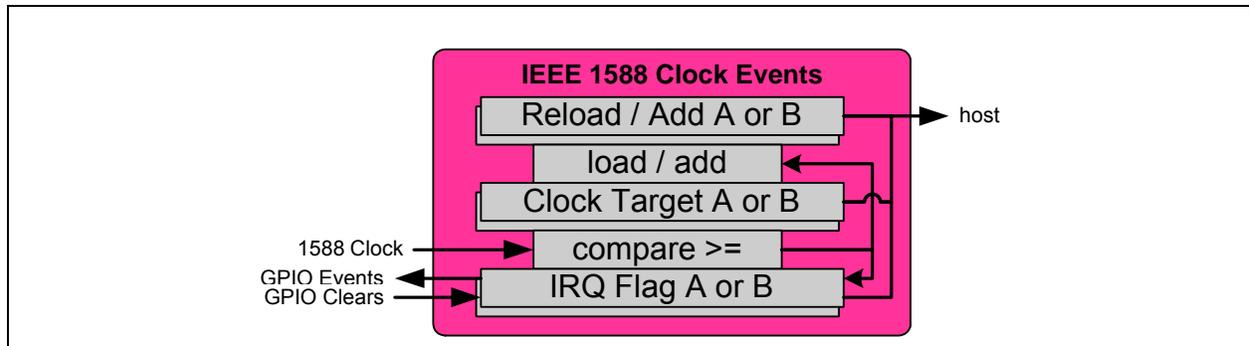 IEEE 1588 Clock Events
Reload / Add A or B
host
load / add
Clock Target A or B
1588 Clock
compare >=
GPIO Events
IRQ Flag A or B
GPIO Clears